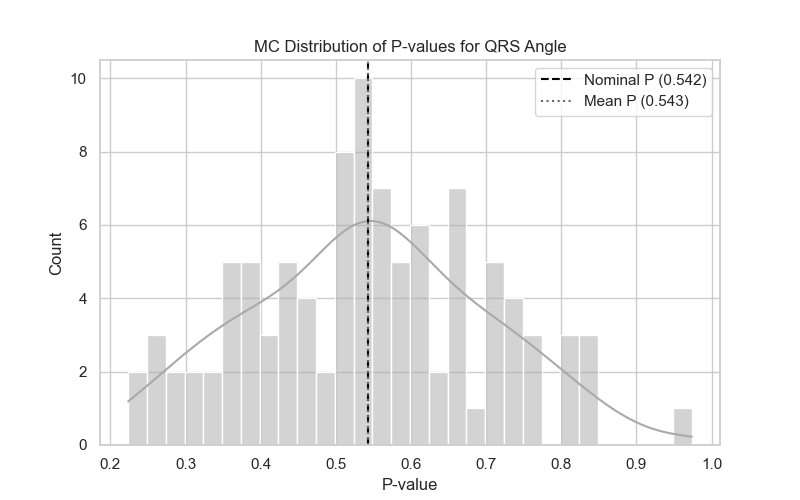 MC Distribution of P-values for QRS Angle
Nominal P (0.542)
Mean P (0.543)
10
8
6
4
2
0
Count
0.2 0.3 0.4 0.5 0.6 0.7 0.8 0.9 1.0
P-value